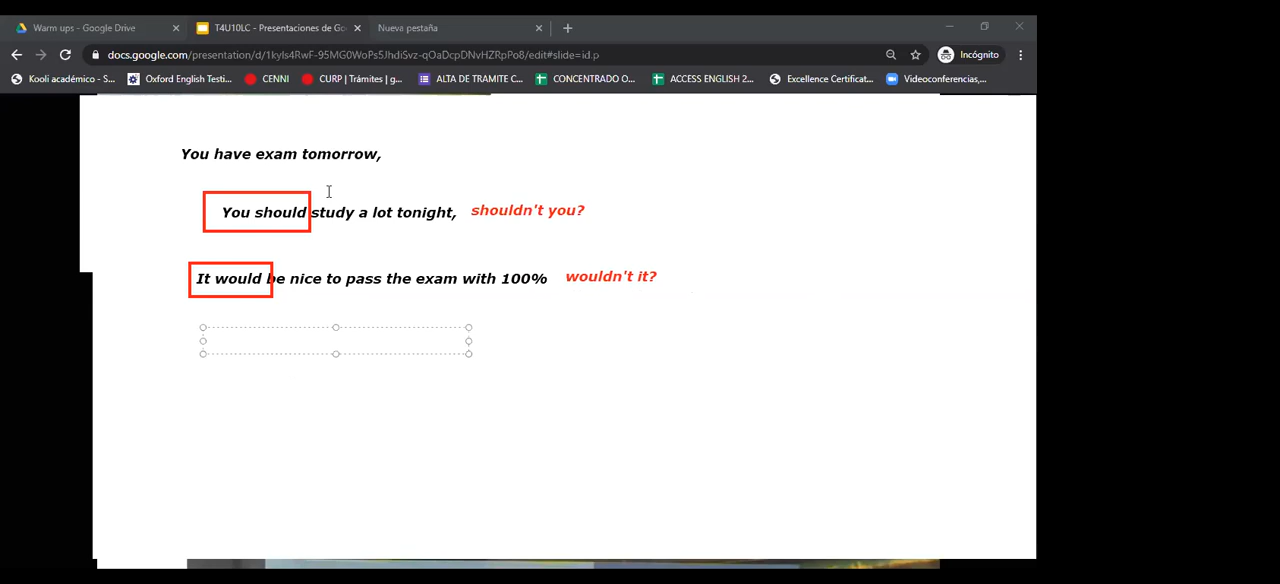 Warm ups - Google Drive
T4U10LC - Presentaciones de Go
Nueva pestaña
docs.google.com/presentation/d/1kyls4RwF-95MG0WoPs5JhdiSvz-qOaDcpDNvHZRpPo8/edit#slide=id.p
Incógnito
Kooli académico - S...
Oxford English Testi...
CENNI
CURP | Trámites | g...
ALTA DE TRAMITE C...
CONCENTRADO O...
ACCESS ENGLISH 2...
Excellence Certificat...
Videoconferencias,...
You have exam tomorrow,
You should study a lot tonight, shouldn't you?
It would be nice to pass the exam with 100% wouldn't it?